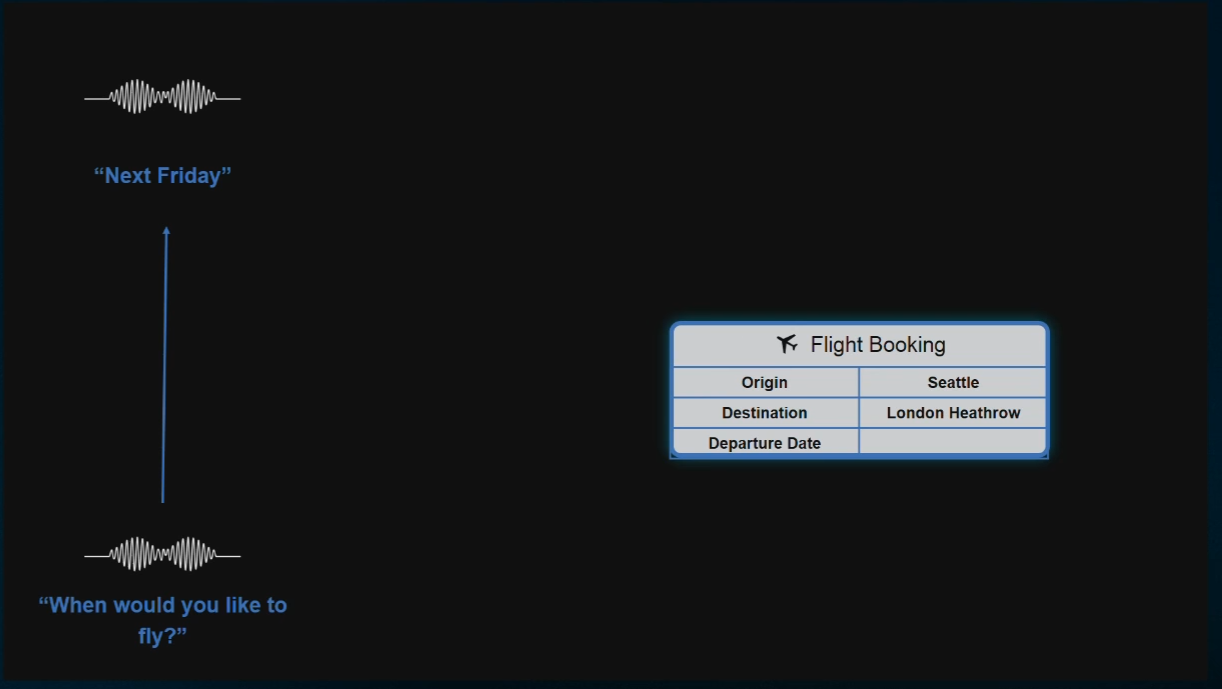 “Next Friday”
Flight Booking
Origin Seattle
Destination London Heathrow
Departure Date
“When would you like to
fly?”